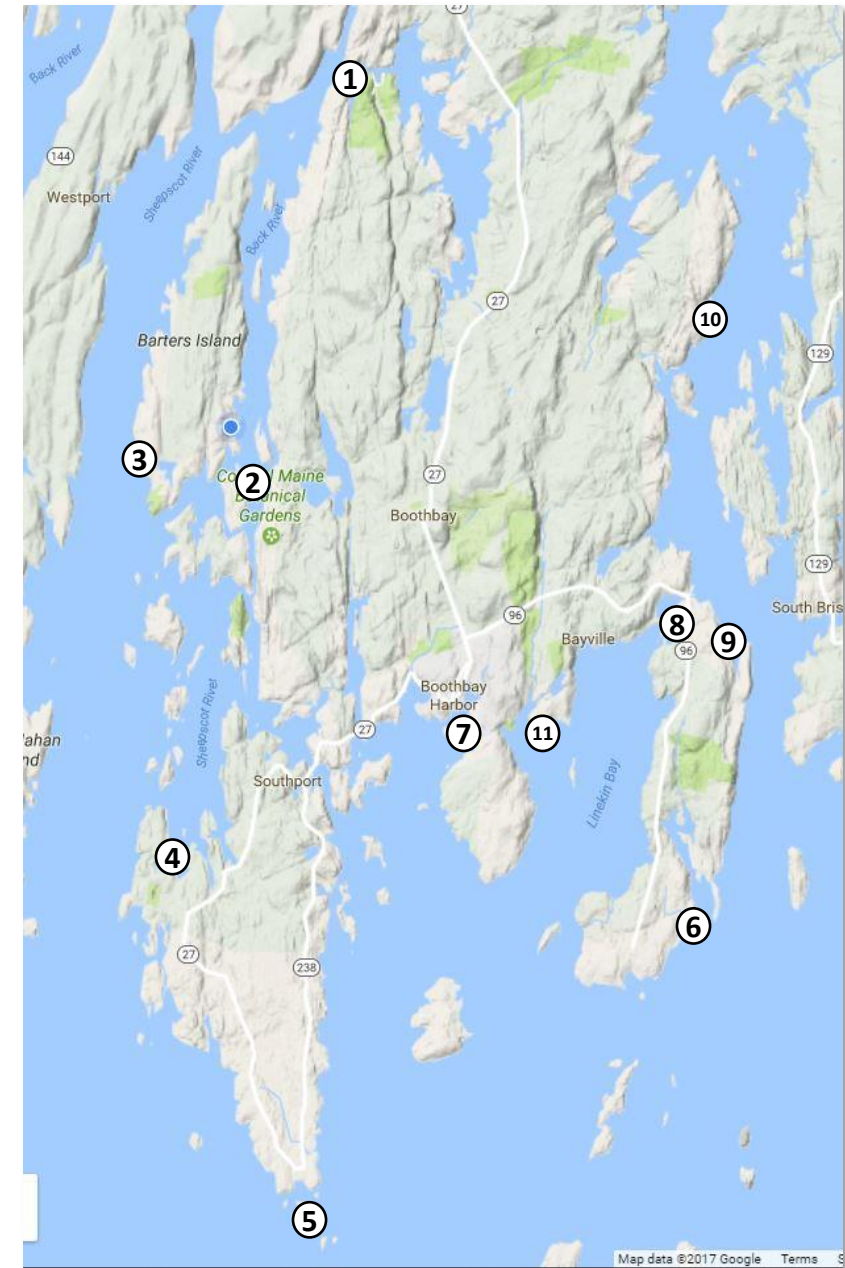 27
1
Back River
144
Sheepscot River
Westport
Back River
27
10
Barters Island
129
3
27
2
Maine
Gardens
Boothbay
129
96
South Bris
8
Bayville
9
96
Boothbay
Harbor
27
7
11
Sheepscot River
Southport
Linekin Bay
4
6
27
238
5
Map data ©2017 Google
Terms